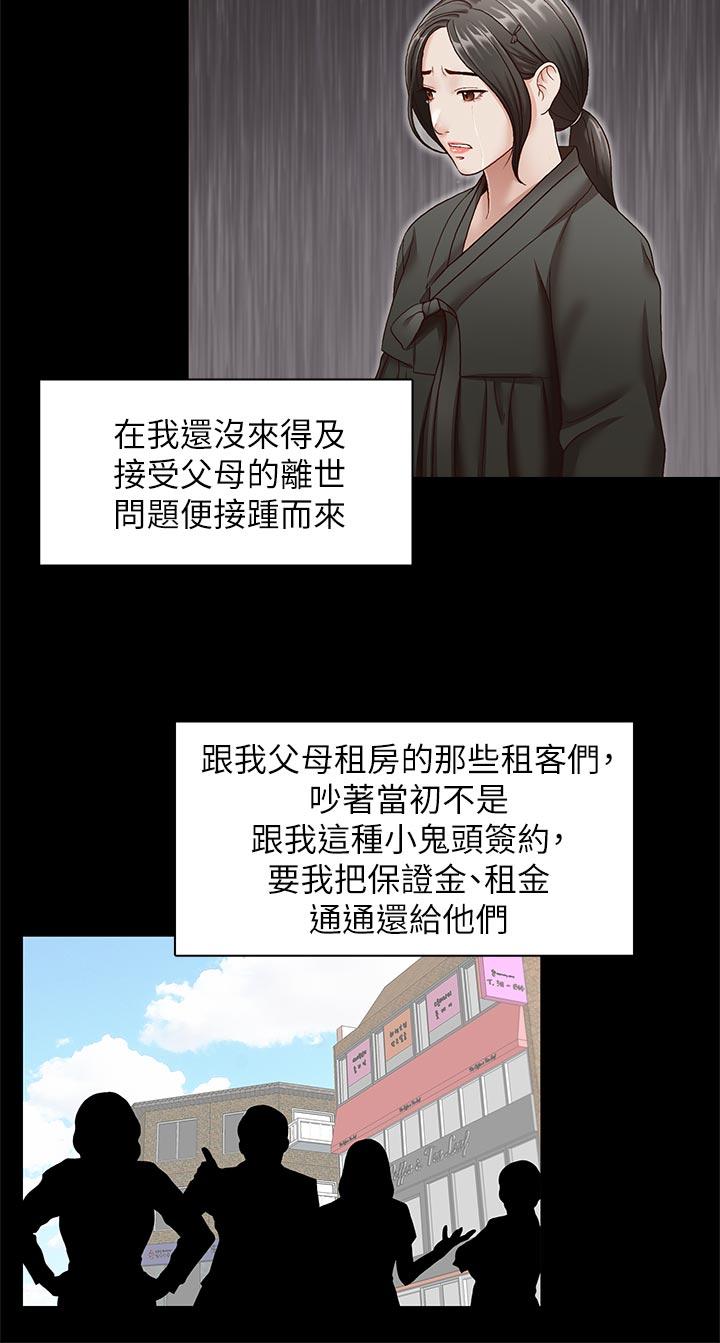 在我還沒來得及
接受父母的離世
問題便接踵而來
跟我父母租房的那些租客們，
吵著當初不是
跟我這種小鬼頭簽約，
要我把保證金、租金
通通還給他們